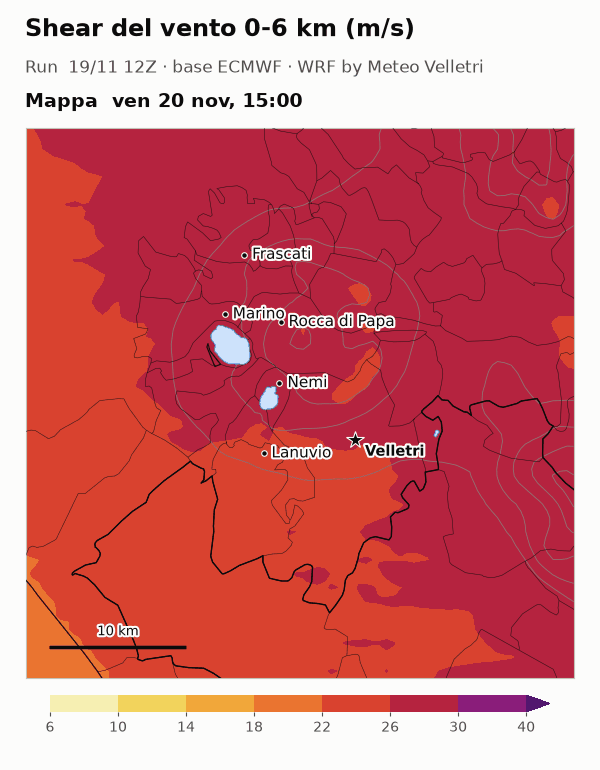 Shear del vento 0-6 km (m/s)
Run  19/11 12Z · base ECMWF · WRF by Meteo Velletri
Mappa  ven 20 nov, 15:00
Frascati
Marino
Rocca di Papa
Nemi
Velletri
Lanuvio
10 km
6 10 14 18 22 26 30 40